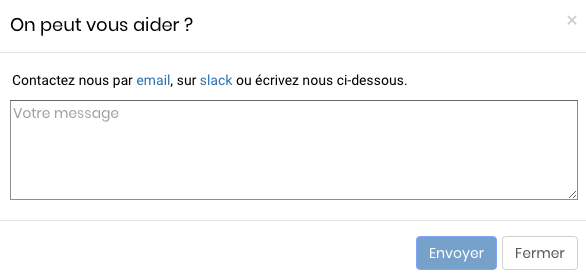 On peut vous aider ?
×
Contactez nous par email, sur slack ou écrivez nous ci-dessous.
Votre message
Envoyer
Fermer